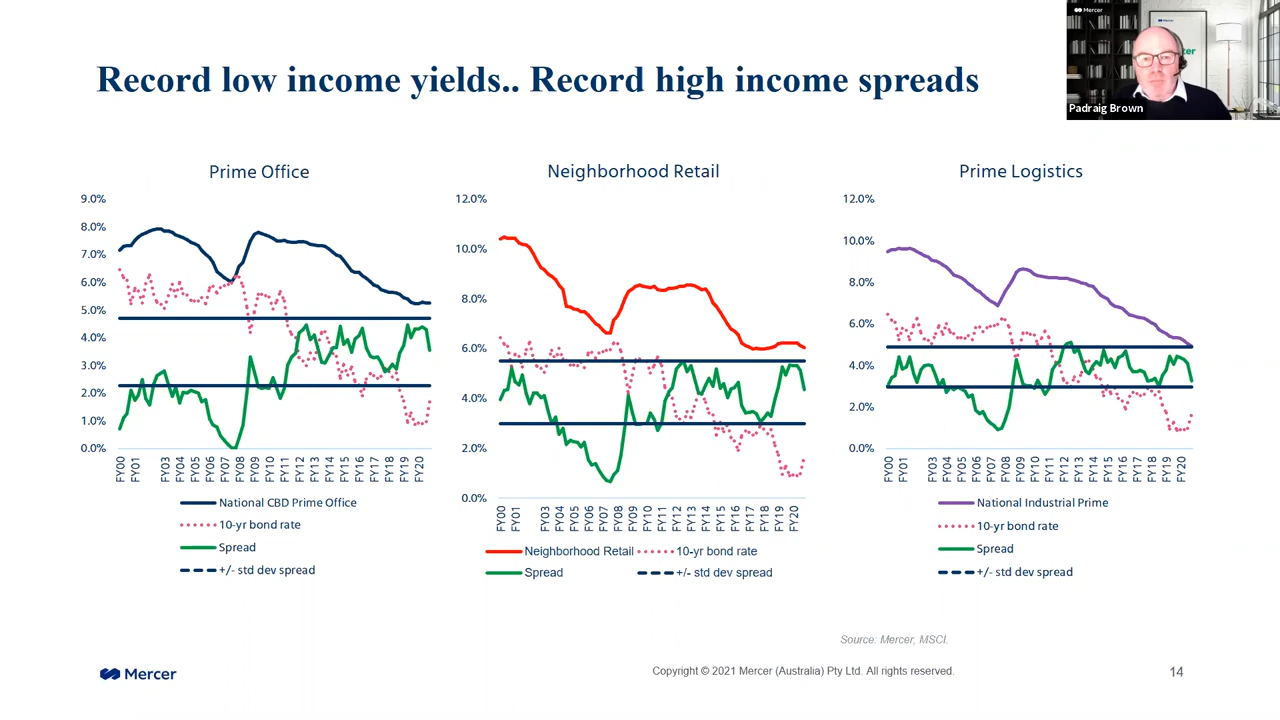 Mercer
Mercer
cer
Padraig Brown
Record low income yields.. Record high income spreads
Prime Office
9.0%
8.0%
7.0%
6.0%
5.0%
4.0%
3.0%
2.0%
1.0%
0.0%
FY00 FY01 FY03 FY04 FY05 FY06 FY07 FY08 FY09 FY10 FY11 FY12 FY13 FY14 FY15 FY16 FY17 FY18 FY19 FY20
National CBD Prime Office
10-yr bond rate
Spread
+/- std dev spread
Neighborhood Retail
12.0%
10.0%
8.0%
6.0%
4.0%
2.0%
0.0%
FY00 FY01 FY03 FY04 FY05 FY06 FY07 FY08 FY09 FY10 FY11 FY12 FY13 FY14 FY15 FY16 FY17 FY18 FY19 FY20
Neighborhood Retail 10-yr bond rate
Spread +/- std dev spread
Prime Logistics
12.0%
10.0%
8.0%
6.0%
4.0%
2.0%
0.0%
FY00 FY01 FY03 FY04 FY05 FY06 FY07 FY08 FY09 FY10 FY11 FY12 FY13 FY14 FY15 FY16 FY17 FY18 FY19 FY20
National Industrial Prime
10-yr bond rate
Spread
+/- std dev spread
Source: Mercer, MSCI.
Mercer
Copyright © 2021 Mercer (Australia) Pty Ltd. All rights reserved.
14